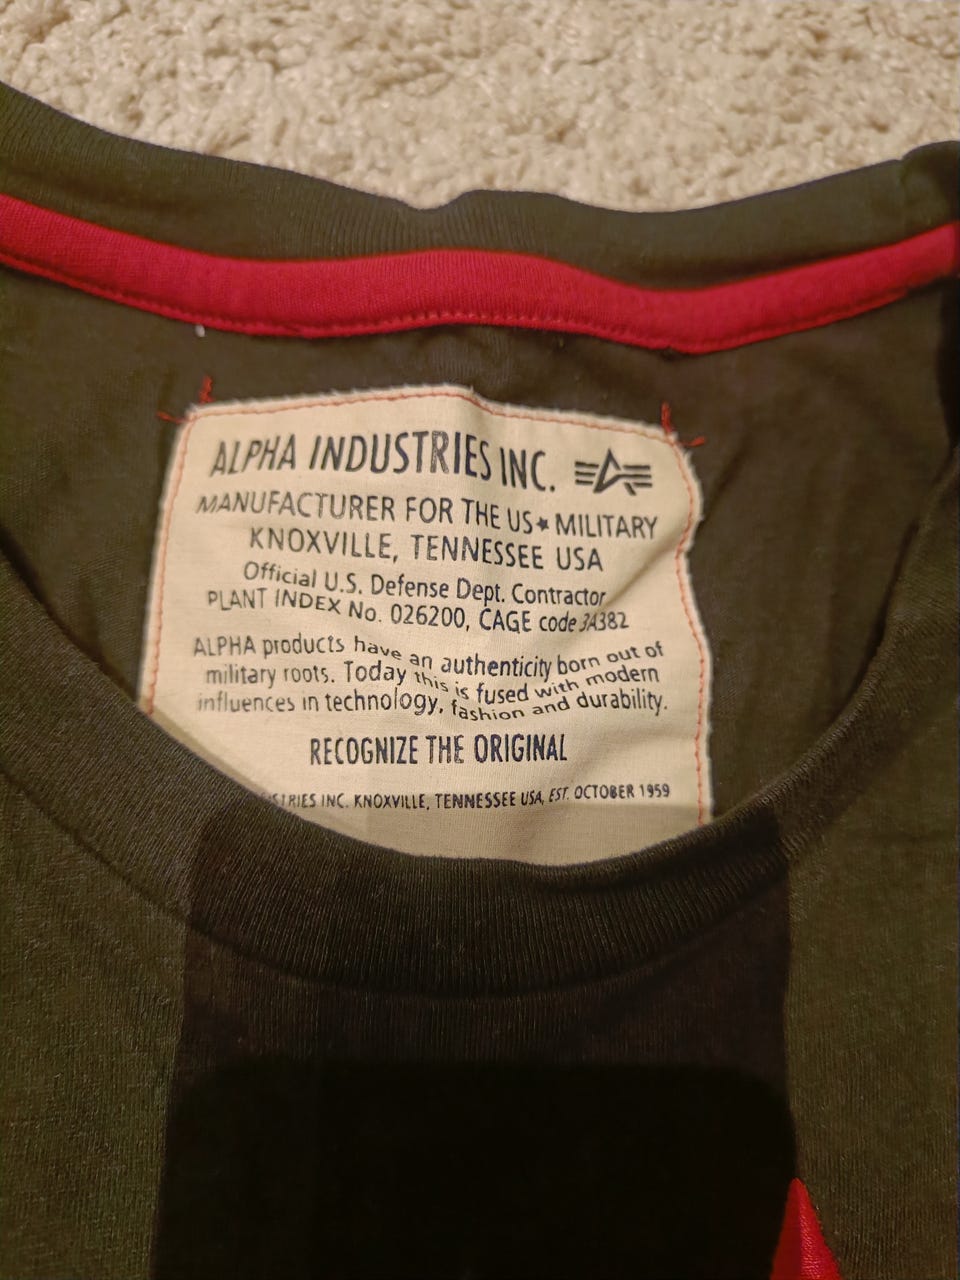 ALPHA INDUSTRIES INC.
MANUFACTURER FOR THE US★MILITARY
KNOXVILLE, TENNESSEE USA
Official U.S. Defense Dept. Contractor
PLANT INDEX No. 026200, CAGE code 3A382
ALPHA products have an authenticity born out of
military roots. Today this is fused with modern
influences in technology, fashion and durability.
RECOGNIZE THE ORIGINAL
STRIES INC. KNOXVILLE, TENNESSEE USA, EST. OCTOBER 1959